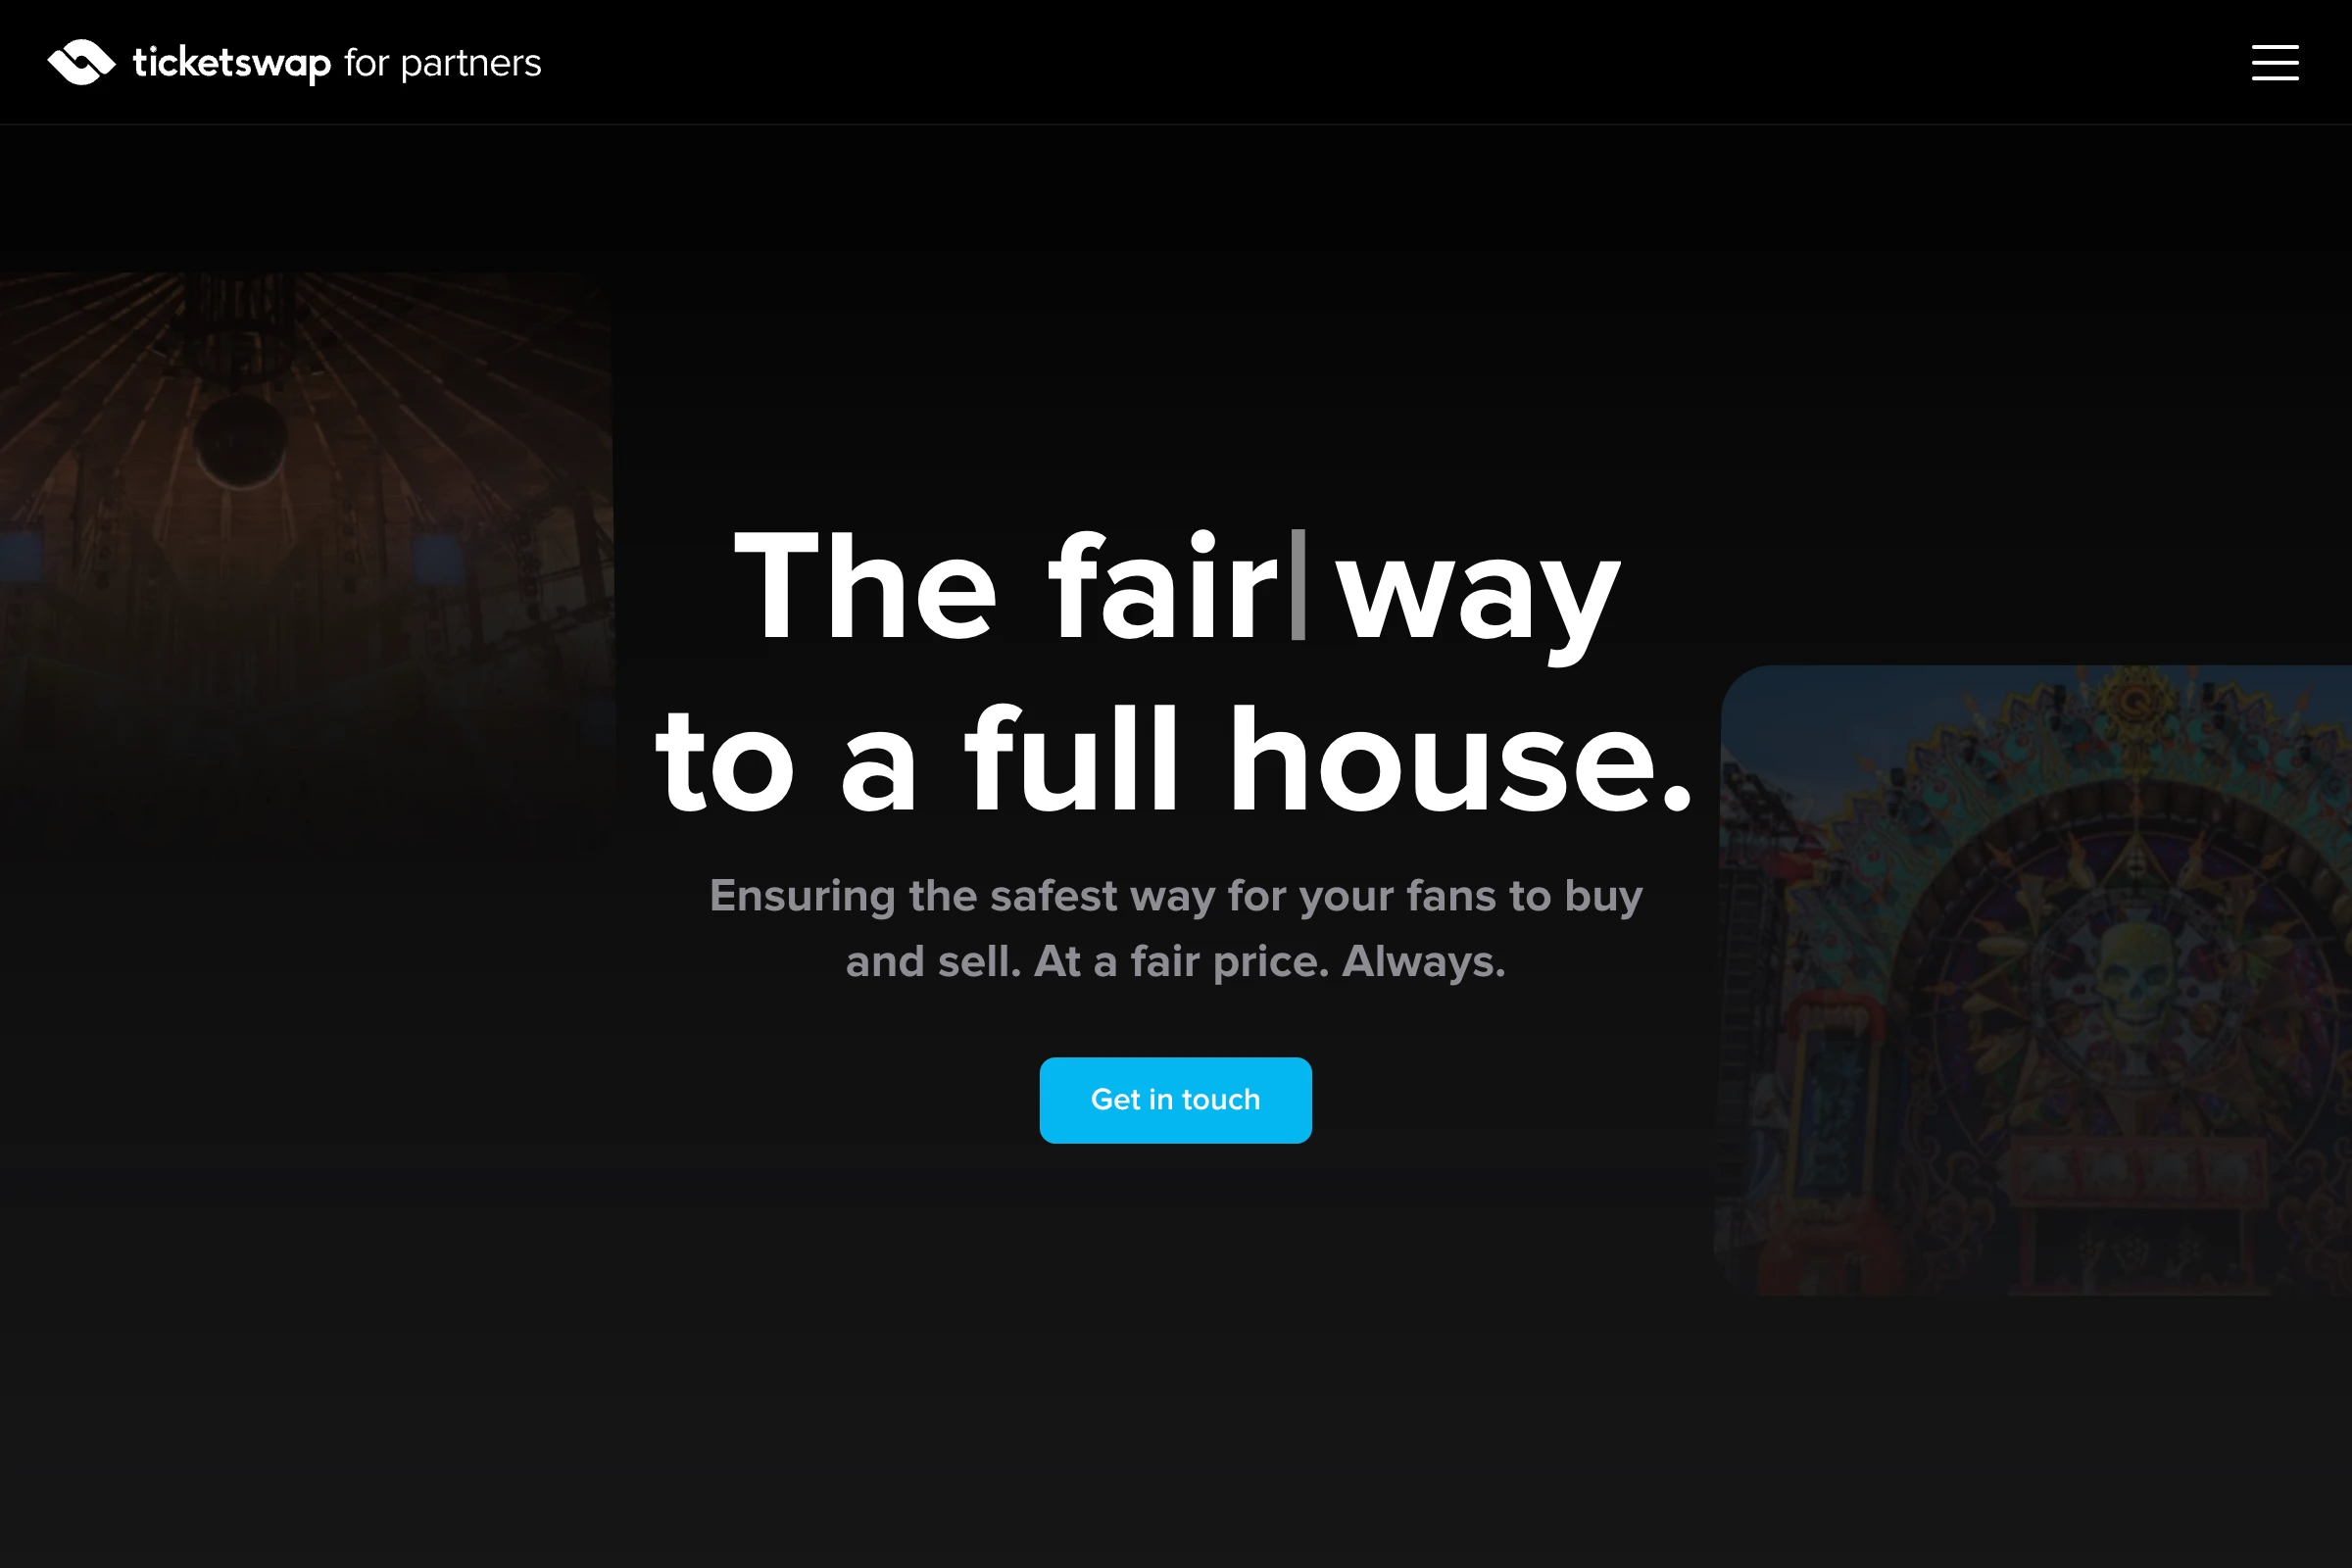 ticketswap for partners
The fair| way
to a full house.
Ensuring the safest way for your fans to buy
and sell. At a fair price. Always.
Get in touch